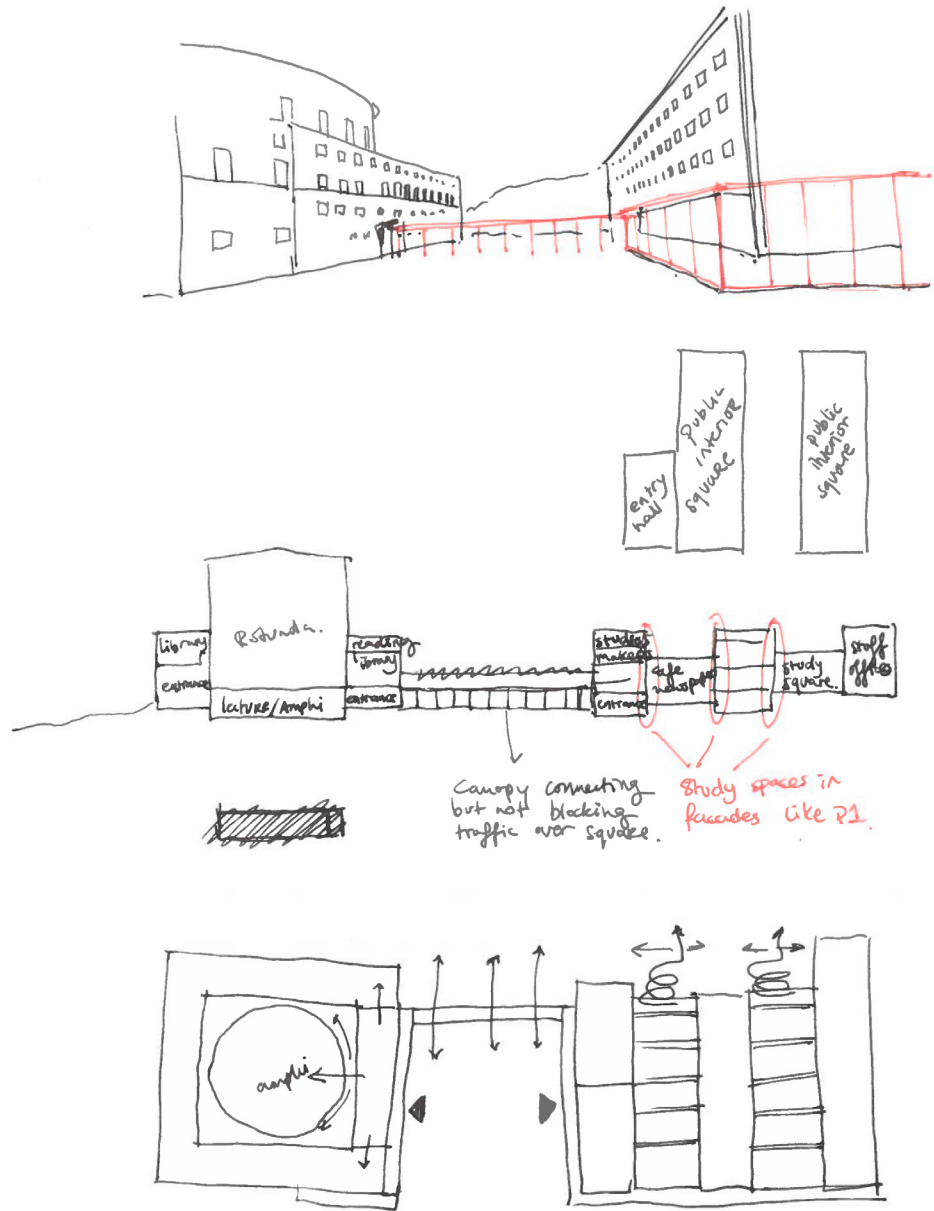 public
interior
square
public
interior
square
entry
hall
Rotunda.
library
entrance
lecture/Amphi
reading
library
entrance
studios
makers
entrance
cafe
newspaper
study
square.
staff
offices
Canopy connecting
but not blocking
traffic over square.
Study spaces in
facades like P1.
amphi